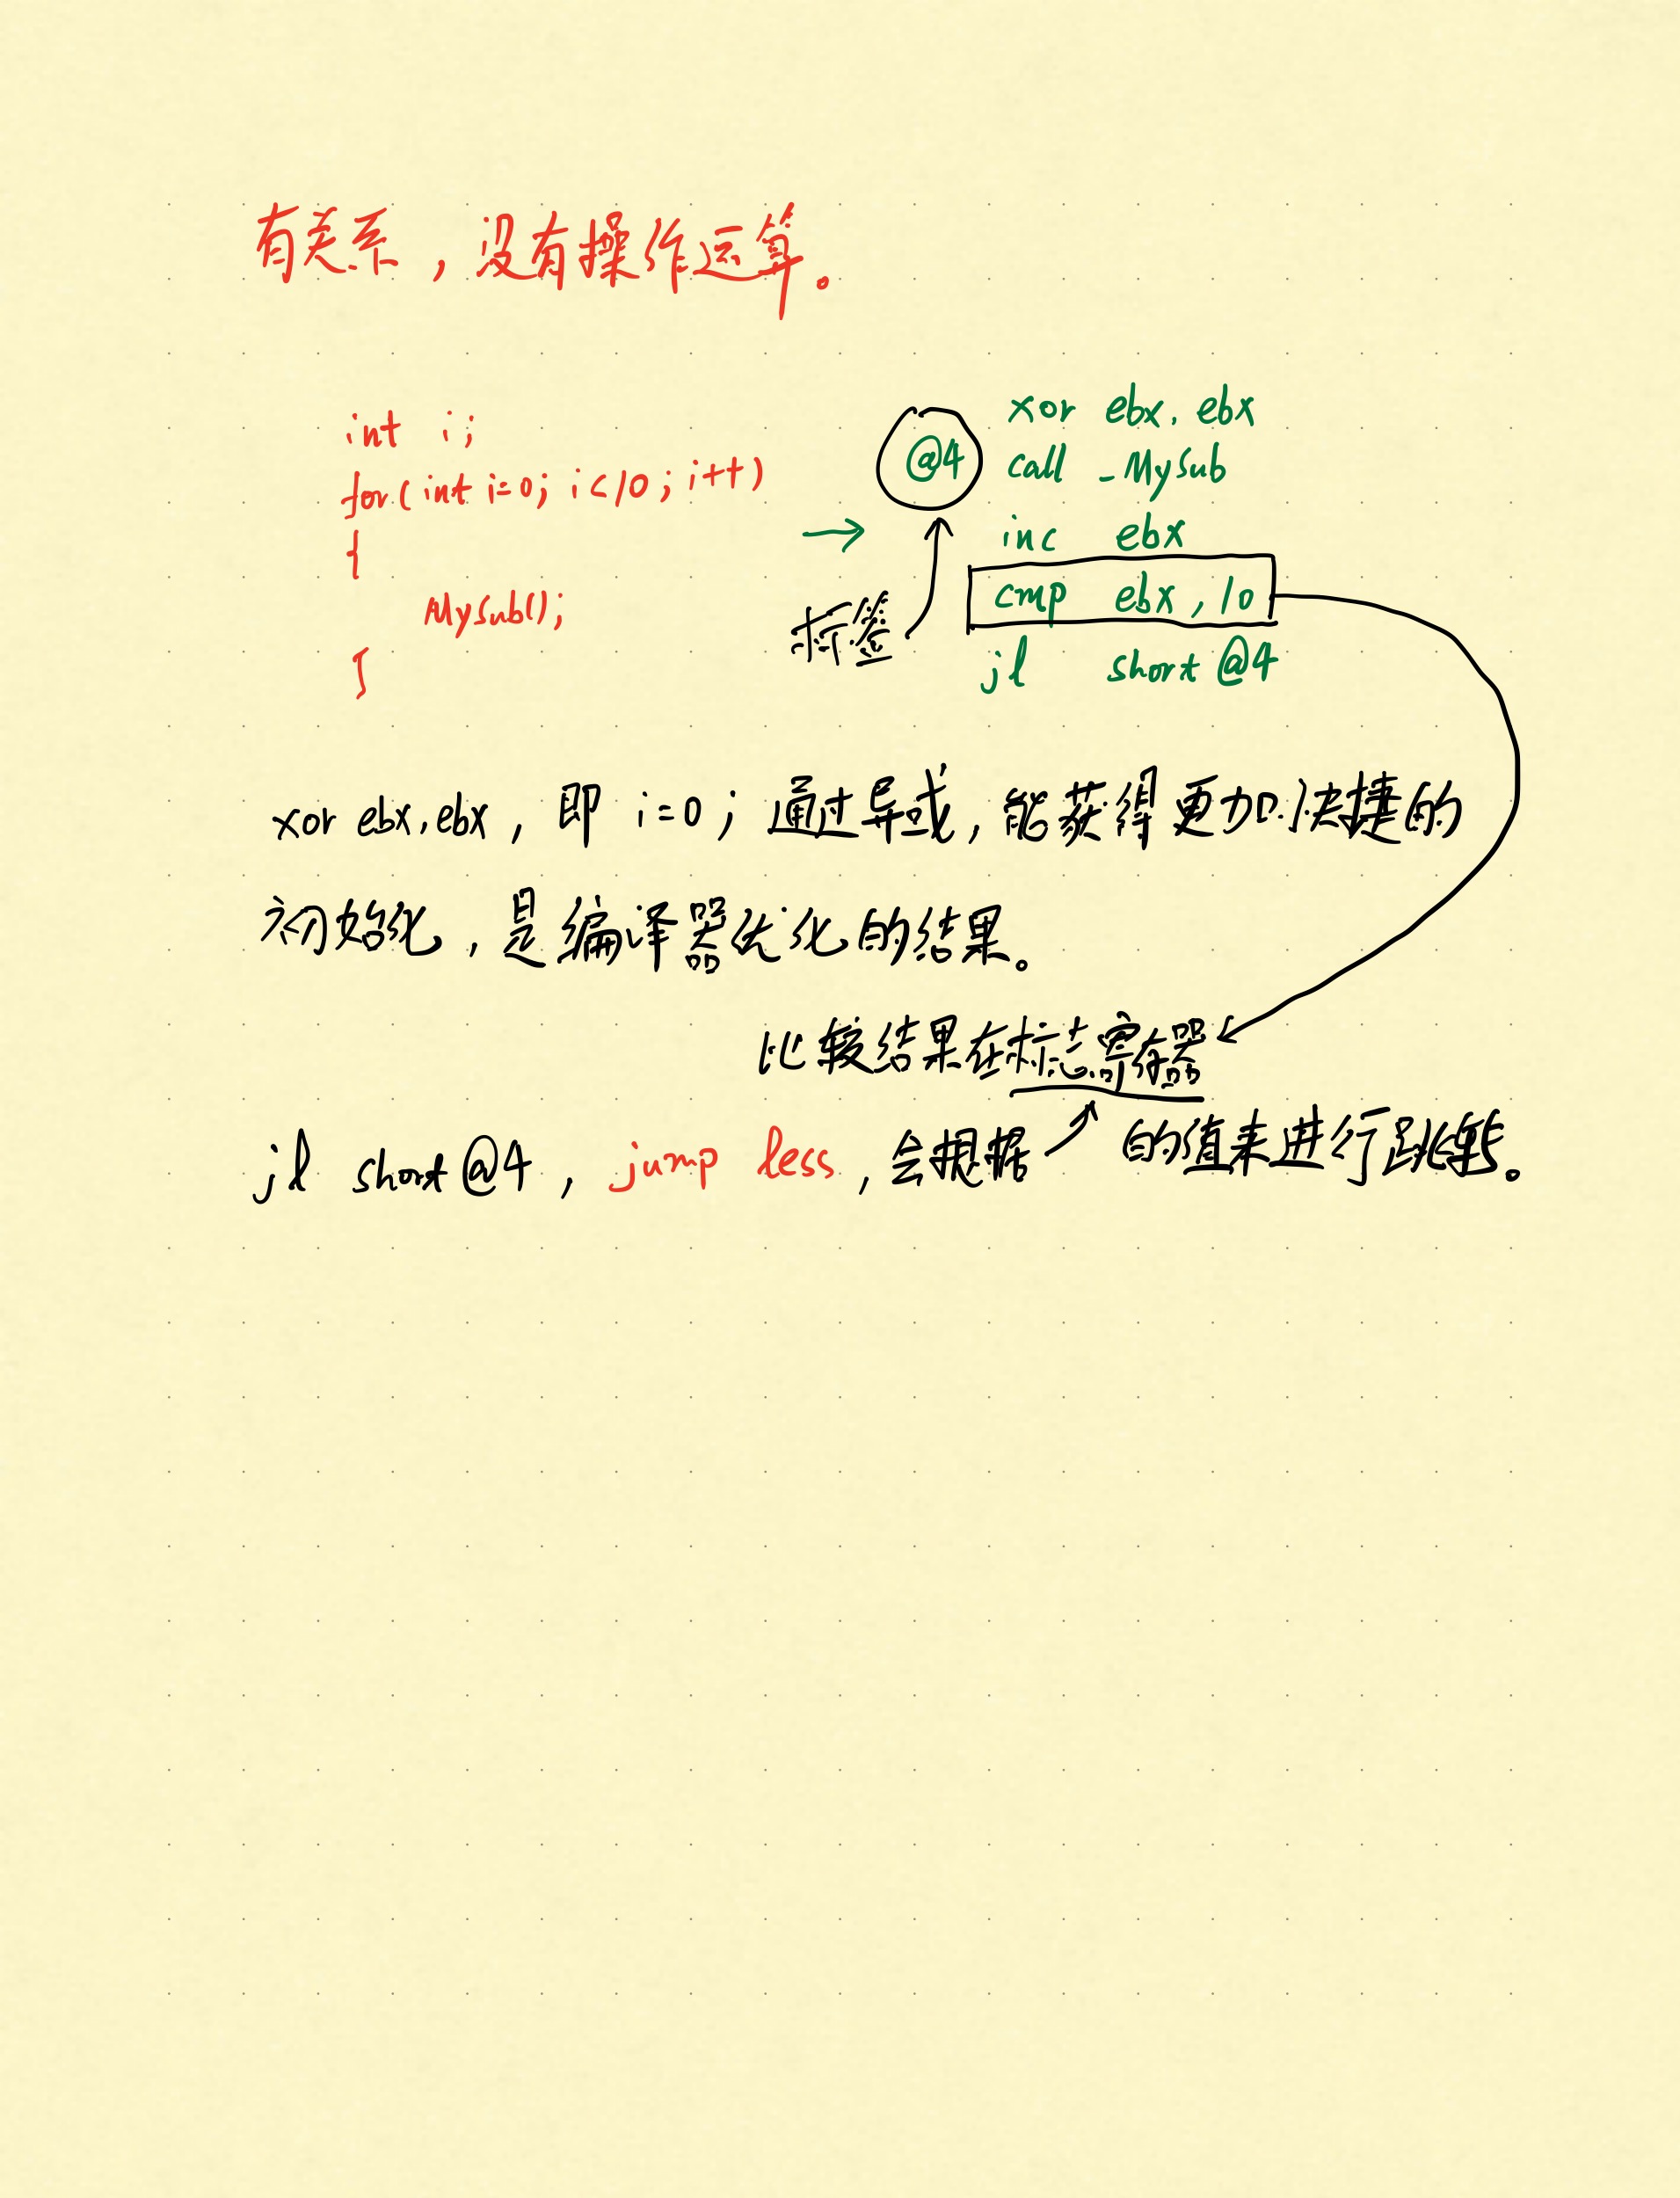 有关系，没有操作运算。
int i;
for(int i=0; i<10; i++)
{
MySub();
}
→
xor ebx, ebx
@4 call _MySub
inc ebx
cmp ebx, 10
jl short @4
标签
xor ebx, ebx, 即 i=0; 通过异或, 能获得更加快捷的
初始化, 是编译器优化的结果。
比较结果在标志寄存器
jl short @4, jump less, 会根据 的值来进行跳转。